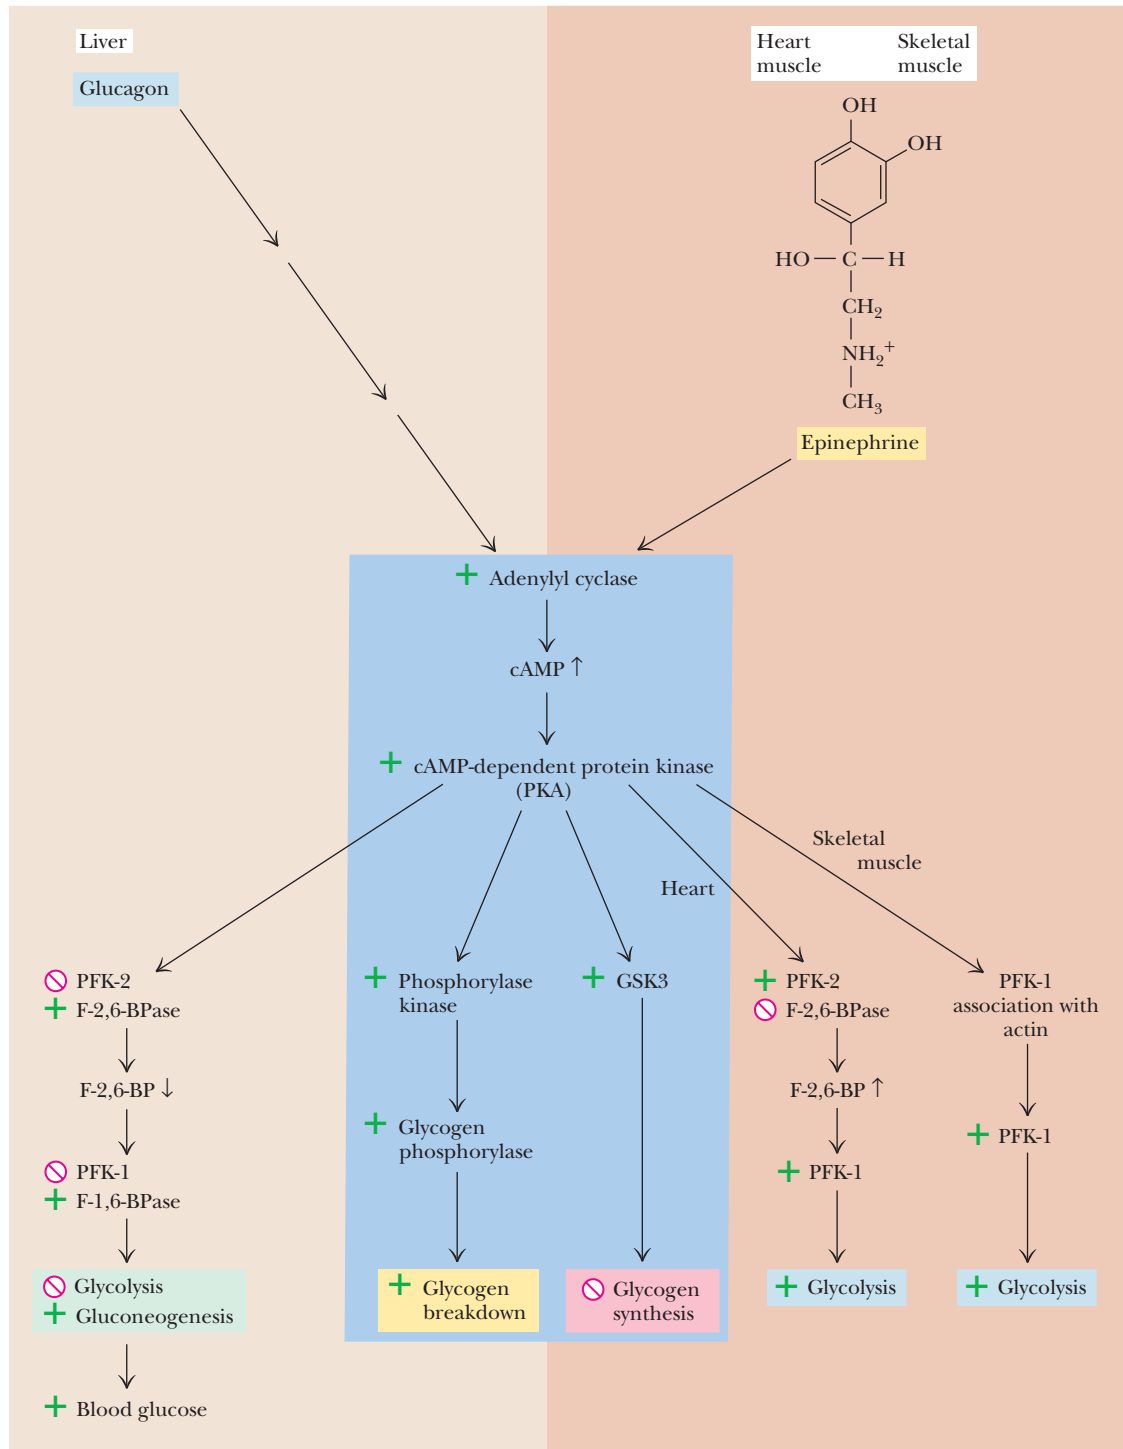 Liver
Glucagon
Heart muscle
Skeletal muscle
OH
OH
HO—C—H
CH₂
NH₂⁺
CH₃
Epinephrine
+ Adenylyl cyclase
cAMP ↑
+ cAMP-dependent protein kinase
(PKA)
Skeletal
muscle
Heart
PFK-2
+ F-2,6-BPase
F-2,6-BP ↓
PFK-1
+ F-1,6-BPase
Glycolysis
+ Gluconeogenesis
+ Blood glucose
+ Phosphorylase
kinase
+ Glycogen
phosphorylase
+ Glycogen
breakdown
+ GSK3
Glycogen
synthesis
+ PFK-2
F-2,6-BPase
F-2,6-BP ↑
+ PFK-1
+ Glycolysis
PFK-1
association with
actin
+ PFK-1
+ Glycolysis